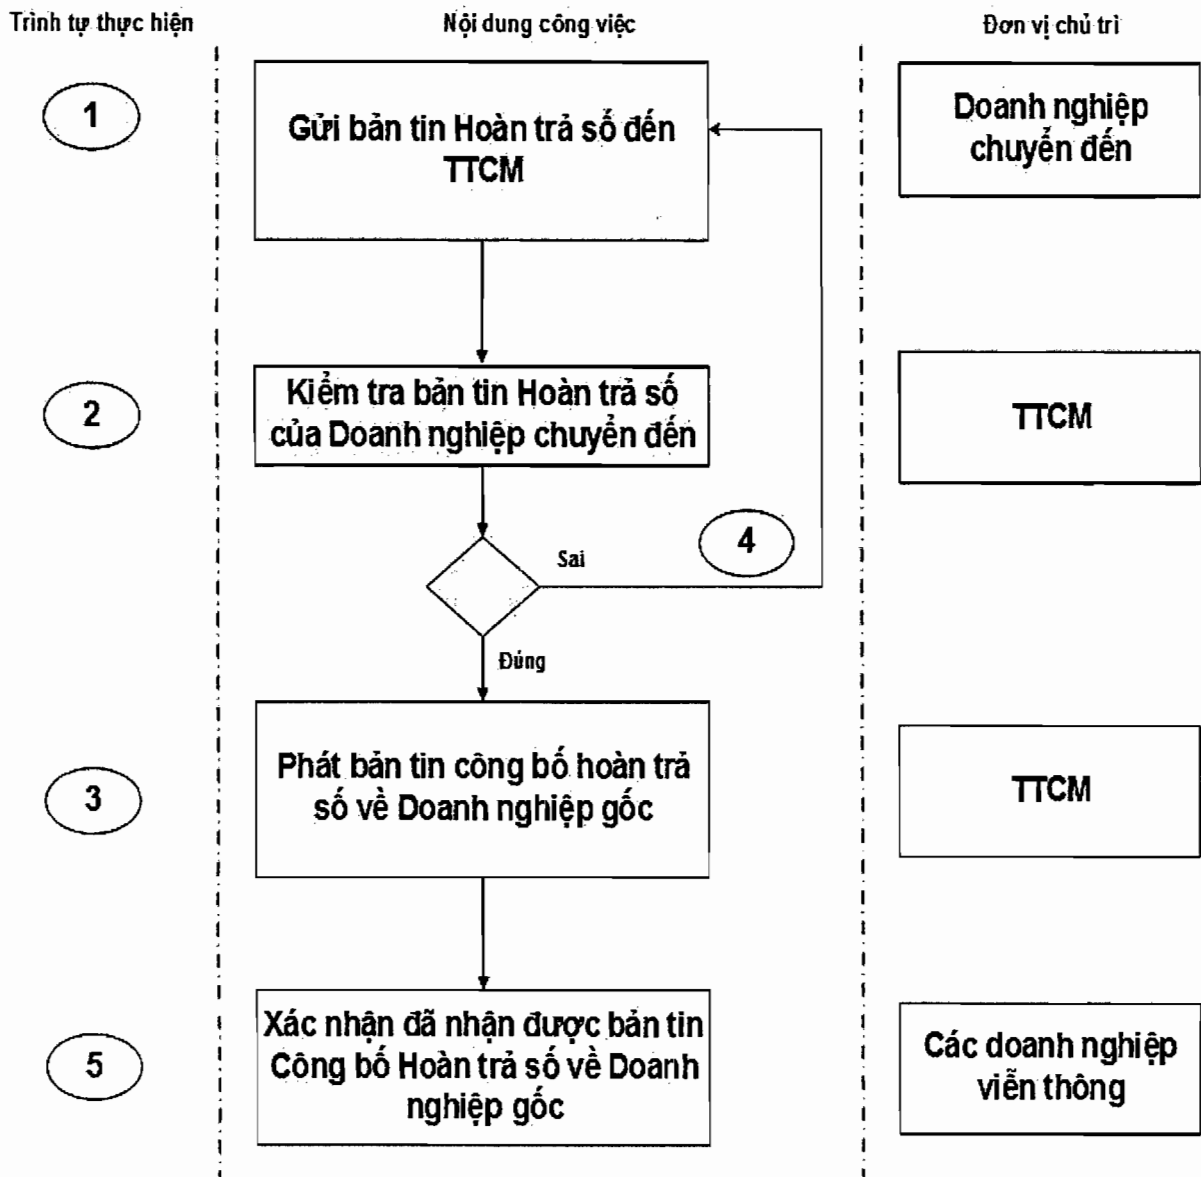 Trình tự thực hiện
Nội dung công việc
Đơn vị chủ trì
1
Gửi bản tin Hoàn trả số đến
TTCM
Doanh nghiệp
chuyển đến
2
Kiểm tra bản tin Hoàn trả số
của Doanh nghiệp chuyển đến
TTCM
4
Sai
Đúng
3
Phát bản tin công bố hoàn trả
số về Doanh nghiệp gốc
TTCM
5
Xác nhận đã nhận được bản tin
Công bố Hoàn trả số về Doanh
nghiệp gốc
Các doanh nghiệp
viễn thông